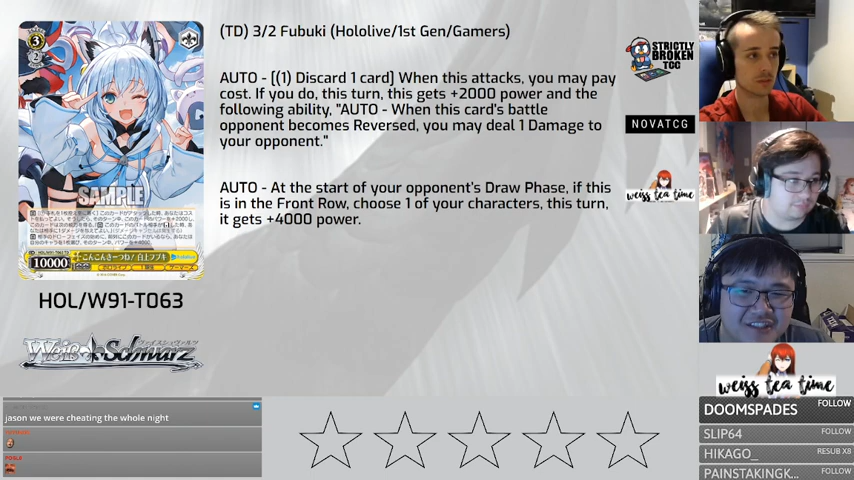 (TD) 3/2 Fubuki (Hololive/1st Gen/Gamers)
AUTO - [(1) Discard 1 card] When this attacks, you may pay
cost. If you do, this turn, this gets +2000 power and the
following ability, "AUTO - When this card's battle
opponent becomes Reversed, you may deal 1 Damage to
your opponent."
AUTO - At the start of your opponent's Draw Phase, if this
is in the Front Row, choose 1 of your characters, this turn,
it gets +4000 power.
3
2
SAMPLE
10000
HOL/W91-T063
Weiß Schwarz
STRICTLY
BROKEN
TCG
NOVATCG
weiss tea time
weiss tea time
jason we were cheating the whole night
DOOMSPADES FOLLOW
SLIP64 FOLLOW
HIKAGO_ RESUB X8
PAINSTAKINGK... FOLLOW